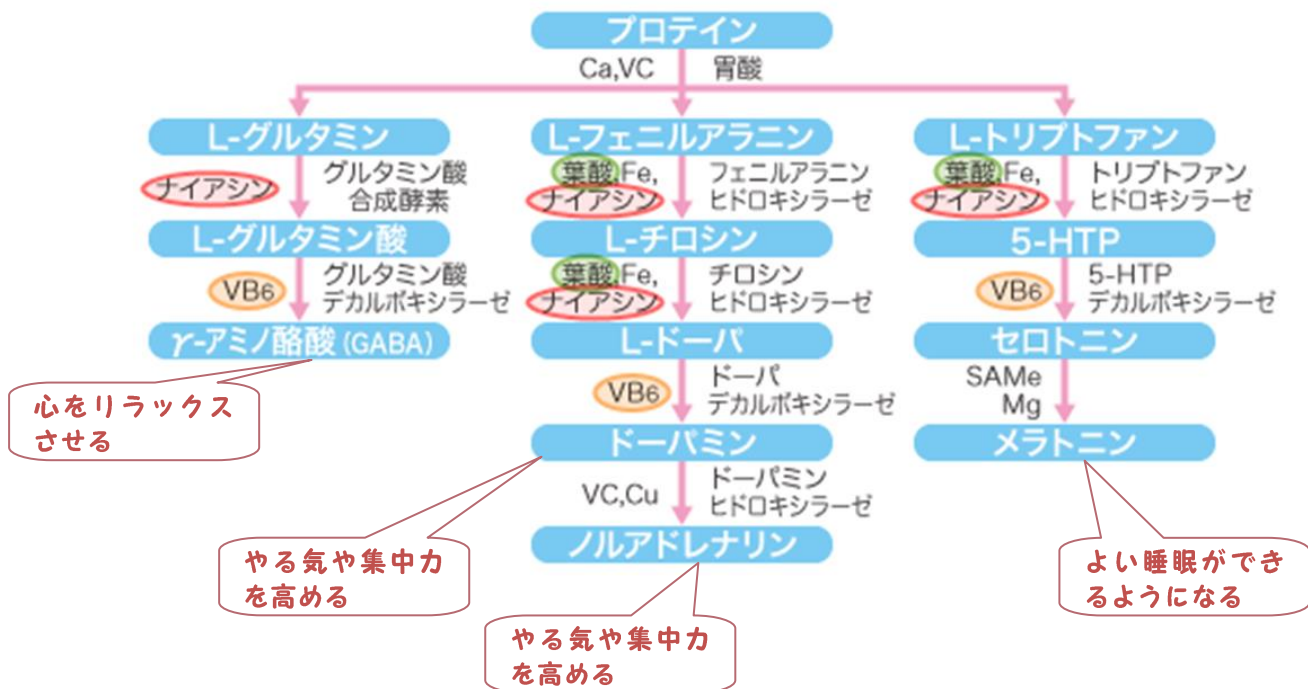 プロテイン
Ca,VC 胃酸
L-グルタミン
ナイアシン
グルタミン酸
合成酵素
L-グルタミン酸
VB6
グルタミン酸
デカルボキシラーゼ
γ-アミノ酪酸(GABA)
心をリラックス
させる
L-フェニルアラニン
葉酸,Fe,
ナイアシン
フェニルアラニン
ヒドロキシラーゼ
L-チロシン
葉酸,Fe,
ナイアシン
チロシン
ヒドロキシラーゼ
L-ドーパ
VB6
ドーパ
デカルボキシラーゼ
ドーパミン
やる気や集中力
を高める
VC,Cu
ドーパミン
ヒドロキシラーゼ
ノルアドレナリン
やる気や集中力
を高める
L-トリプトファン
葉酸,Fe,
ナイアシン
トリプトファン
ヒドロキシラーゼ
5-HTP
VB6
5-HTP
デカルボキシラーゼ
セロトニン
SAMe
Mg
メラトニン
よい睡眠ができ
るようになる